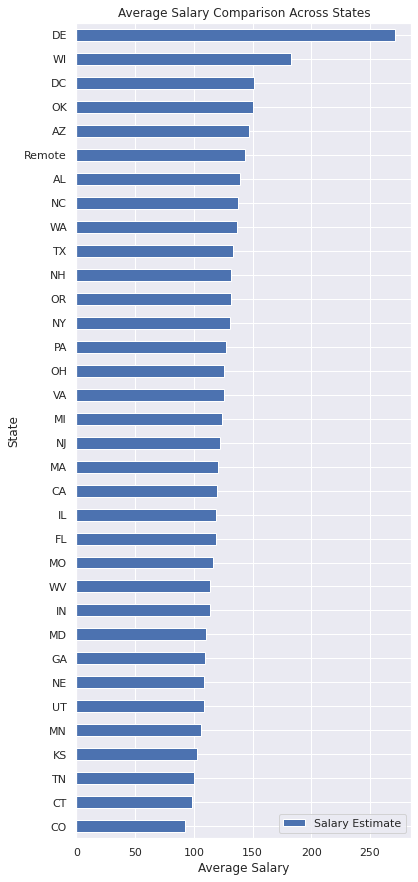 Average Salary Comparison Across States
DE
WI
DC
OK
AZ
Remote
AL
NC
WA
TX
NH
OR
NY
PA
OH
VA
MI
NJ
MA
CA
IL
FL
MO
WV
IN
MD
GA
NE
UT
MN
KS
TN
CT
CO
State
Salary Estimate
0 50 100 150 200 250
Average Salary